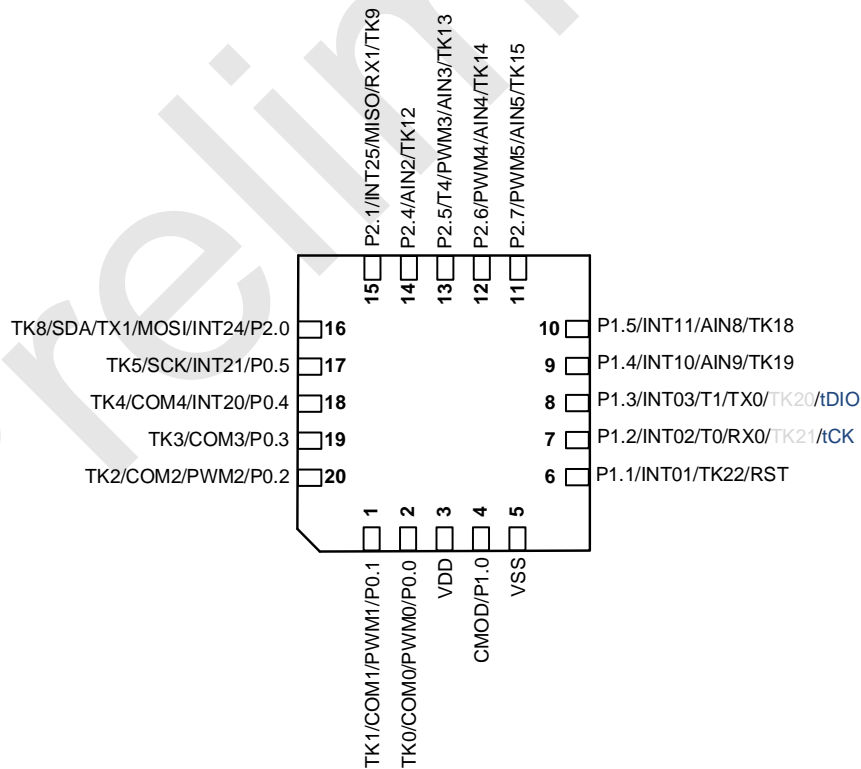 Prelim
P2.1/INT25/MISO/RX1/TK9
P2.4/AIN2/TK12
P2.5/T4/PWM3/AIN3/TK13
P2.6/PWM4/AIN4/TK14
P2.7/PWM5/AIN5/TK15
15
14
13
12
11
TK8/SDA/TX1/MOSI/INT24/P2.0 16
TK5/SCK/INT21/P0.5 17
TK4/COM4/INT20/P0.4 18
TK3/COM3/P0.3 19
TK2/COM2/PWM2/P0.2 20
10 P1.5/INT11/AIN8/TK18
9 P1.4/INT10/AIN9/TK19
8 P1.3/INT03/T1/TX0/TK20/tDIO
7 P1.2/INT02/T0/RX0/TK21/tCK
6 P1.1/INT01/TK22/RST
1
2
3
4
5
TK1/COM1/PWM1/P0.1
TK0/COM0/PWM0/P0.0
VDD
CMOD/P1.0
VSS